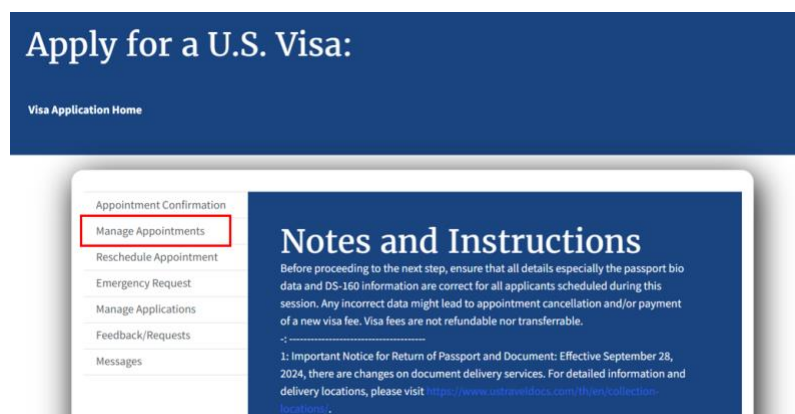 Apply for a U.S. Visa:
Visa Application Home
Appointment Confirmation
Manage Appointments
Reschedule Appointment
Emergency Request
Manage Applications
Feedback/Requests
Messages
Notes and Instructions
Before proceeding to the next step, ensure that all details especially the passport bio
data and DS-160 information are correct for all applicants scheduled during this
session. Any incorrect data might lead to appointment cancellation and/or payment
of a new visa fee. Visa fees are not refundable nor transferrable.
-: --------------------------------------
1: Important Notice for Return of Passport and Document: Effective September 28,
2024, there are changes on document delivery services. For detailed information and
delivery locations, please visit https://www.ustraveldocs.com/th/en/collection-
locations/.